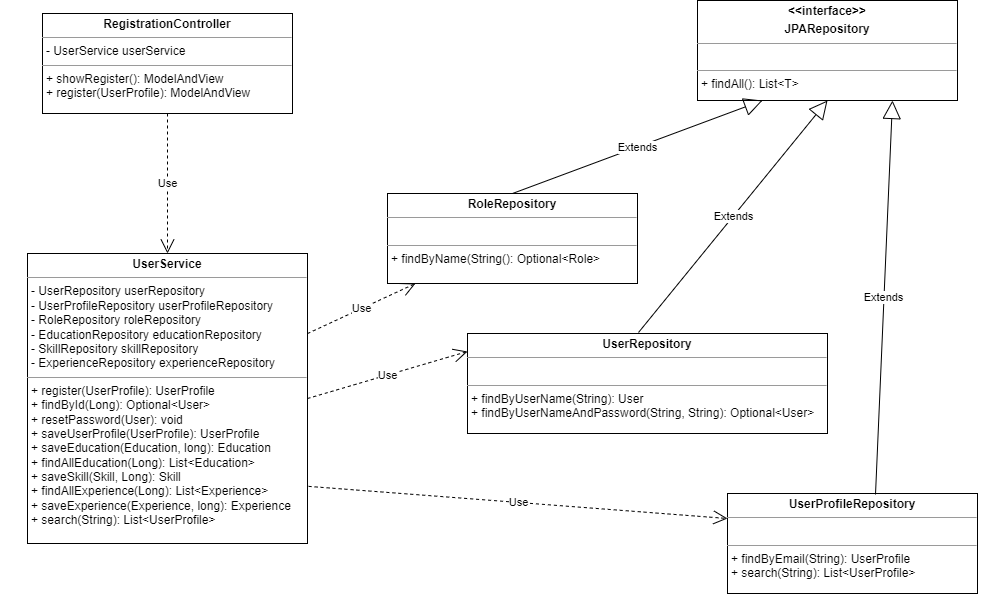 RegistrationController
- UserService userService
+ showRegister(): ModelAndView
+ register(UserProfile): ModelAndView
<<interface>>
JPARepository
+ findAll(): List<T>
Extends
Use
RoleRepository
+ findByName(String(): Optional<Role>
Extends
UserService
- UserRepository userRepository
- UserProfileRepository userProfileRepository
- RoleRepository roleRepository
- EducationRepository educationRepository
- SkillRepository skillRepository
- ExperienceRepository experienceRepository
+ register(UserProfile): UserProfile
+ findById(Long): Optional<User>
+ resetPassword(User): void
+ saveUserProfile(UserProfile): UserProfile
+ saveEducation(Education, long): Education
+ findAllEducation(Long): List<Education>
+ saveSkill(Skill, Long): Skill
+ findAllExperience(Long): List<Experience>
+ saveExperience(Experience, long): Experience
+ search(String): List<UserProfile>
Use
Extends
UserRepository
+ findByUserName(String): User
+ findByUserNameAndPassword(String, String): Optional<User>
Use
Use
UserProfileRepository
+ findByEmail(String): UserProfile
+ search(String): List<UserProfile>